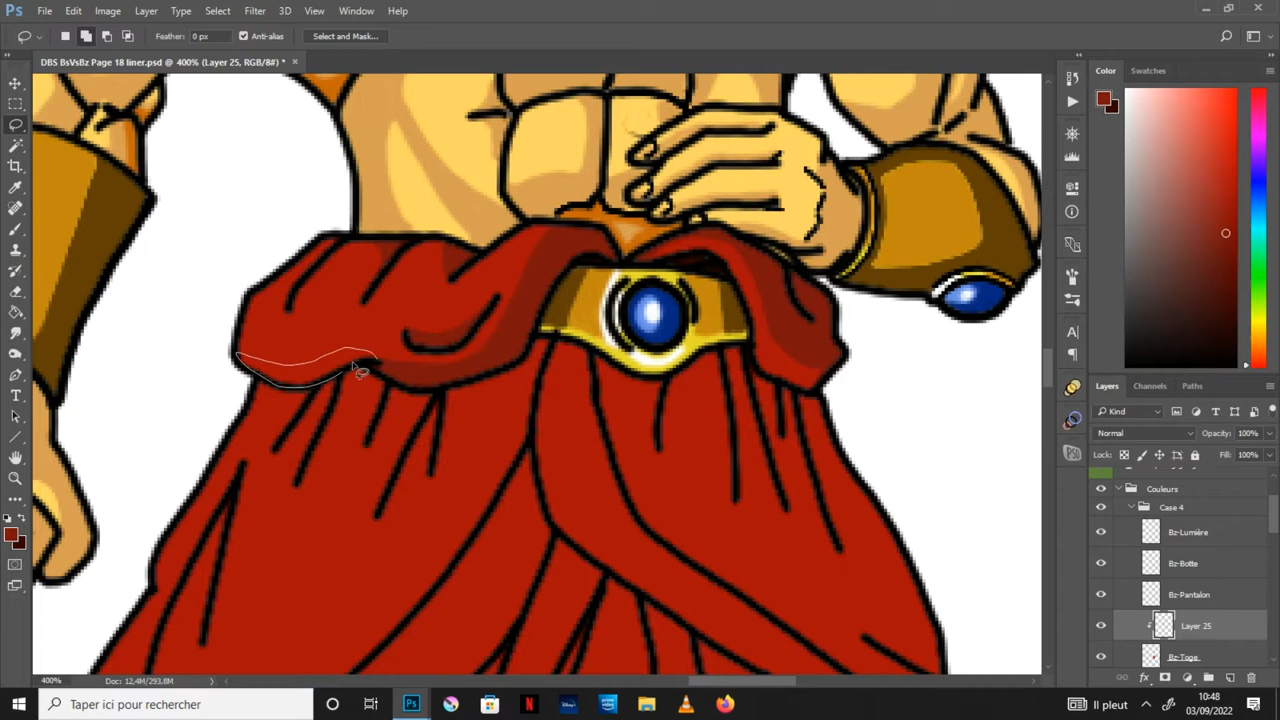 Ps File Edit Image Layer Type Select Filter 3D View Window Help
Feather: 0 px Anti-alias Select and Mask...
DBS BsVsBz Page 18 liner.psd @ 400% (Layer 25, RGB/8#) *
Color Swatches
Layers Channels Paths
Kind
Normal Opacity: 100%
Lock: Fill: 100%
Couleurs
Case 4
Bz-Lumière
Bz-Botte
Bz-Pantalon
Layer 25
Bz-Toge
400% Doc: 12,4M/293,8M
fx
Taper ici pour rechercher
Il pleut
10:48
03/09/2022